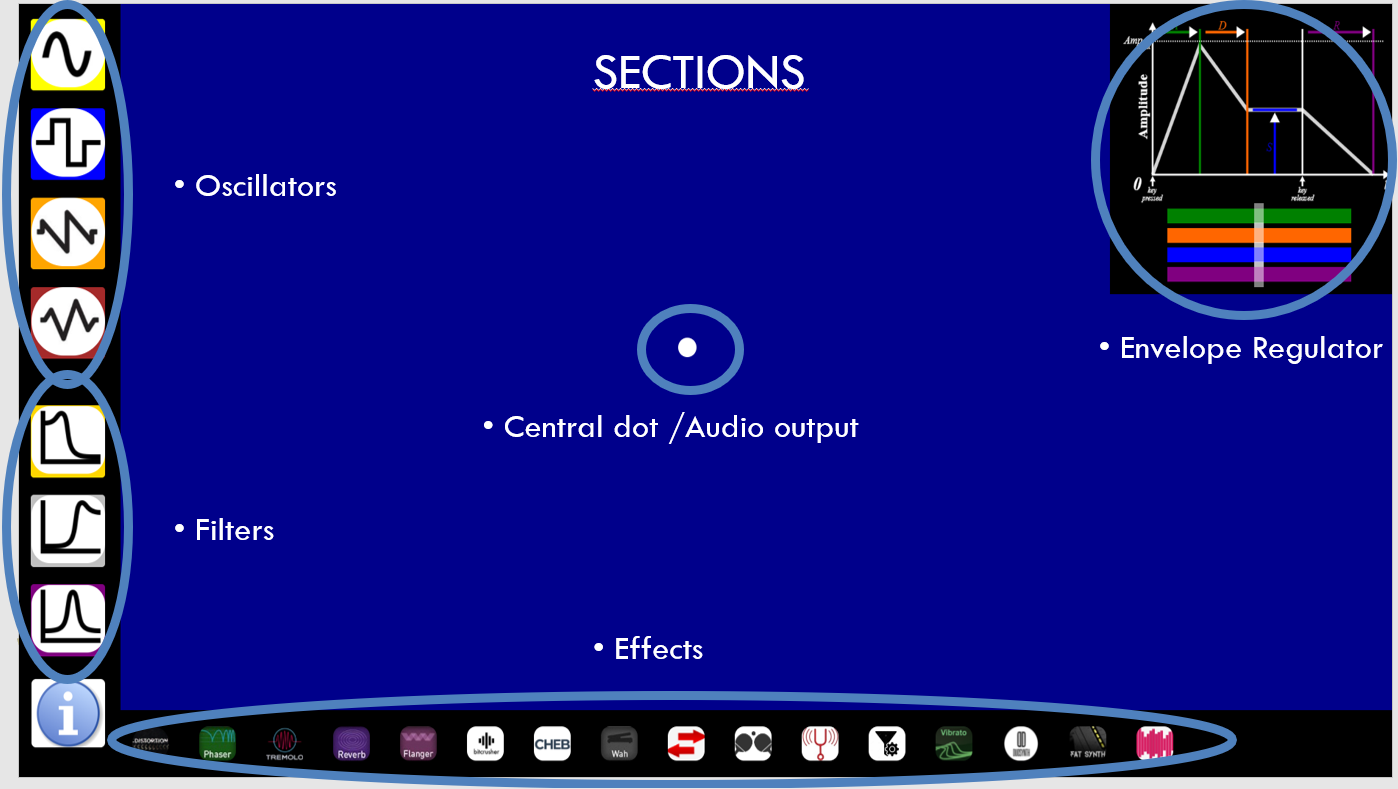 SECTIONS
• Oscillators
• Envelope Regulator
• Central dot /Audio output
• Filters
• Effects
D
R
Amplitude
S
0
key
pressed
key
released
i
DISTORTION
Phaser
TREMOLO
Reverb
Flanger
bitcrusher
CHEB
Wah
Vibrato
FAT SYNTH